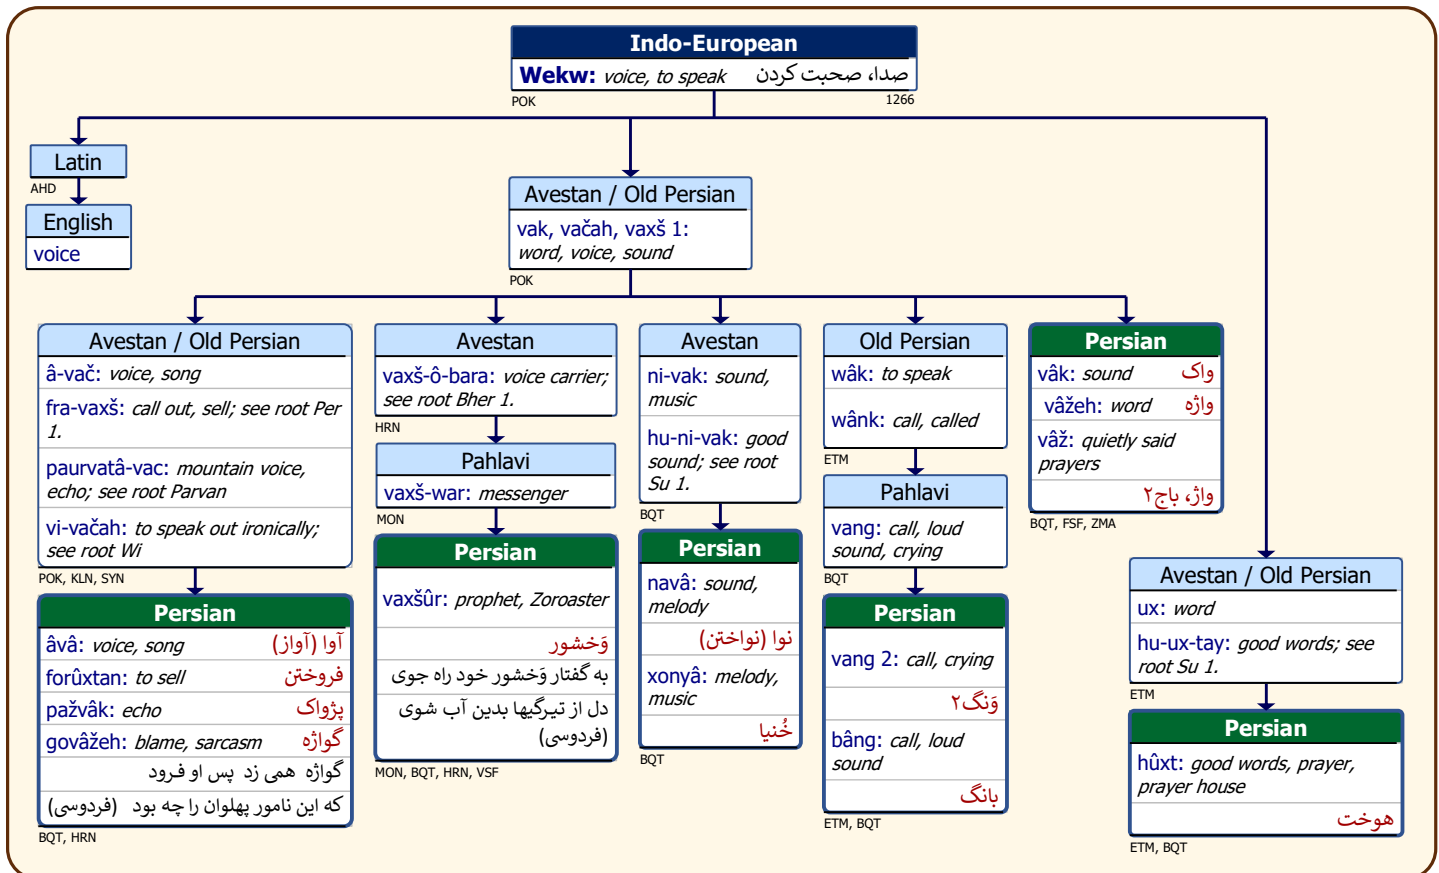 Indo-European
Wekw: voice, to speak صدا، صحبت کردن
POK 1266
Latin
AHD
English
voice
Avestan / Old Persian
vak, vačah, vaxš 1:
word, voice, sound
POK
Avestan / Old Persian
â-vač: voice, song
fra-vaxš: call out, sell; see root Per
1.
paurvatâ-vac: mountain voice,
echo; see root Parvan
vi-vačah: to speak out ironically;
see root Wi
POK, KLN, SYN
Persian
âvâ: voice, song آوا (آواز)
forûxtan: to sell فروختن
pažvâk: echo پژواک
govâžeh: blame, sarcasm گواژه
گواژه همی زد پس او فرود
که این نامور پهلوان را چه بود (فردوسی)
BQT, HRN
Avestan
vaxš-ô-bara: voice carrier;
see root Bher 1.
HRN
Pahlavi
vaxš-war: messenger
MON
Persian
vaxšûr: prophet, Zoroaster
وَخشور
به گفتار وَخشور خود راه جوی
دل از تیرگیها بدین آب شوی
(فردوسی)
MON, BQT, HRN, VSF
Avestan
ni-vak: sound,
music
hu-ni-vak: good
sound; see root
Su 1.
BQT
Persian
navâ: sound,
melody
نوا (نواختن)
xonyâ: melody,
music
خُنیا
BQT
Old Persian
wâk: to speak
wânk: call, called
ETM
Pahlavi
vang: call, loud
sound, crying
BQT
Persian
vang 2: call, crying
وَنگ۲
bâng: call, loud
sound
بانگ
ETM, BQT
Persian
vâk: sound واک
vâžeh: word واژه
vâž: quietly said
prayers
واژ، باج۲
BQT, FSF, ZMA
Avestan / Old Persian
ux: word
hu-ux-tay: good words; see
root Su 1.
ETM
Persian
hûxt: good words, prayer,
prayer house
هوخت
ETM, BQT